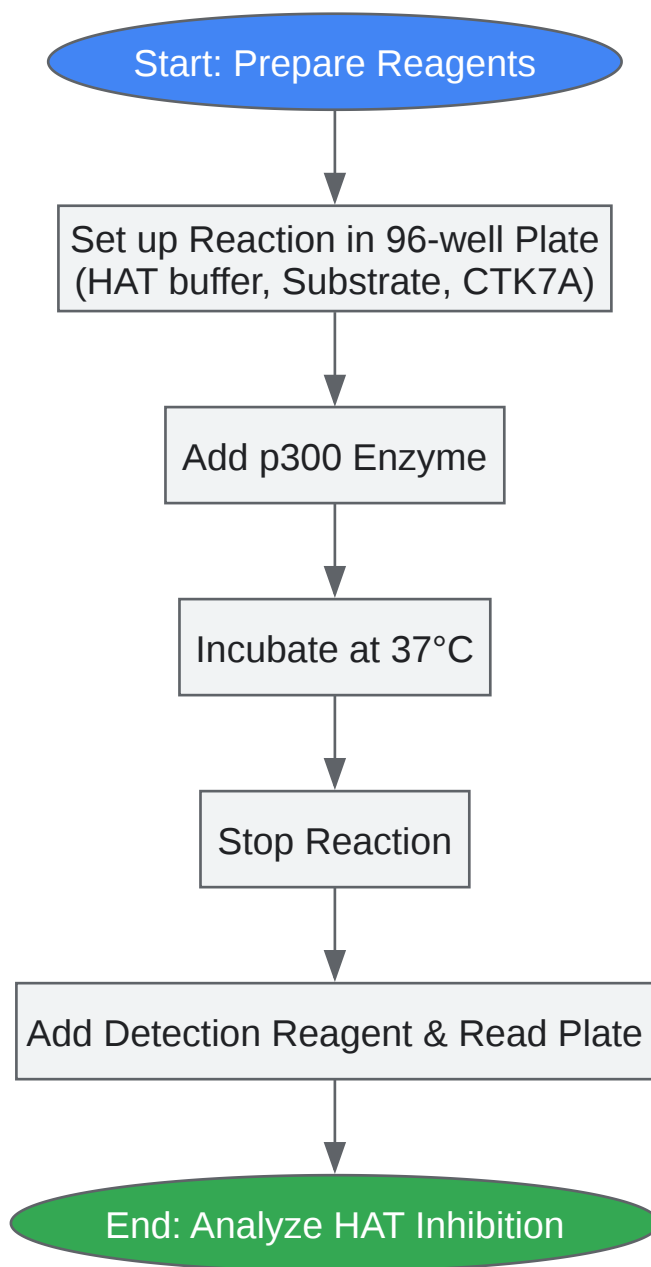 Start: Prepare Reagents
Set up Reaction in 96-well Plate
(HAT buffer, Substrate, CTK7A)
Add p300 Enzyme
Incubate at 37°C
Stop Reaction
Add Detection Reagent & Read Plate
End: Analyze HAT Inhibition